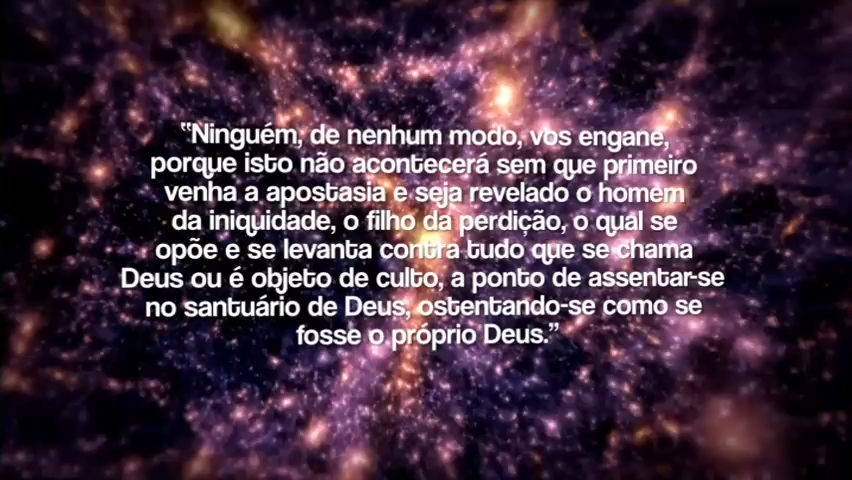 “Ninguém, de nenhum modo, vos engane,
porque isto não acontecerá sem que primeiro
venha a apostasia e seja revelado o homem
da iniquidade, o filho da perdição, o qual se
opõe e se levanta contra tudo que se chama
Deus ou é objeto de culto, a ponto de assentar-se
no santuário de Deus, ostentando-se como se
fosse o próprio Deus.”